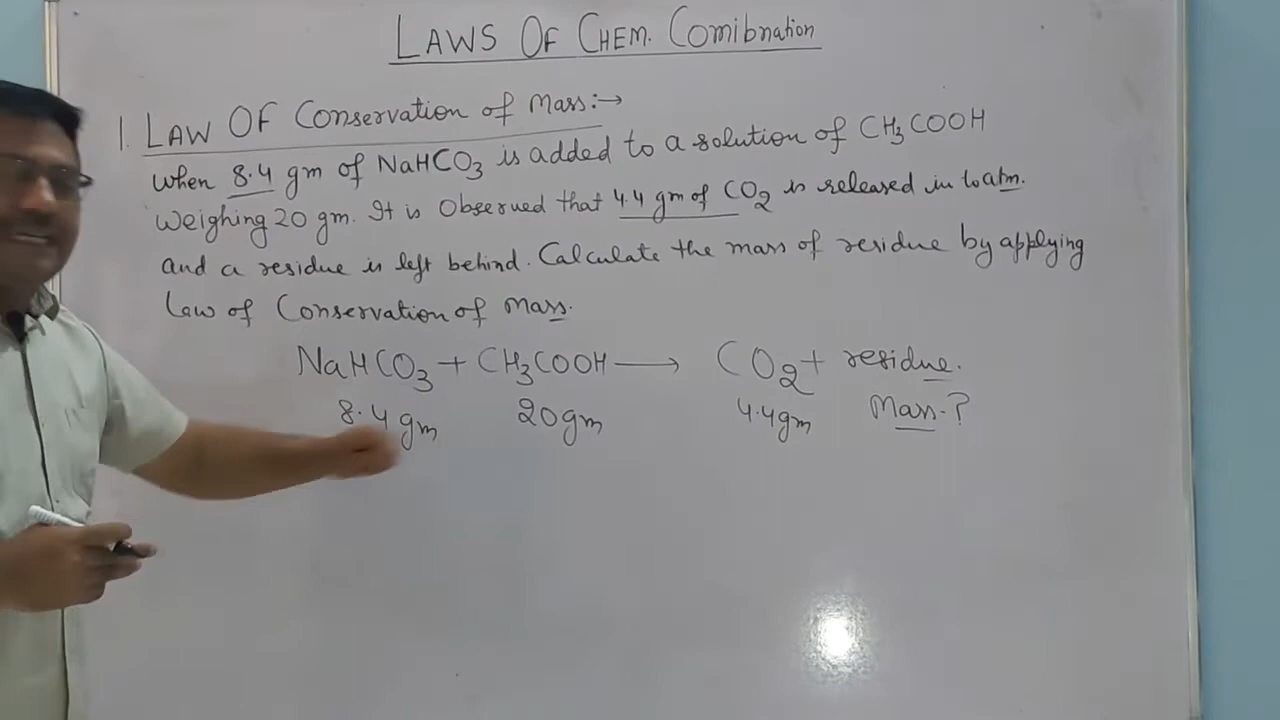 LAWS OF CHEM. Comibnation
1. LAW OF Conservation of Mass:→
When 8.4 gm of NaHCO3 is added to a solution of CH3COOH
Weighing 20 gm. It is Observed that 4.4 gm of CO2 is released in to atm.
and a residue is left behind. Calculate the mass of residue by applying
Law of Conservation of Mass.
NaHCO3 + CH3COOH → CO2 + residue.
8.4 gm 20gm 4.4gm Mass.?